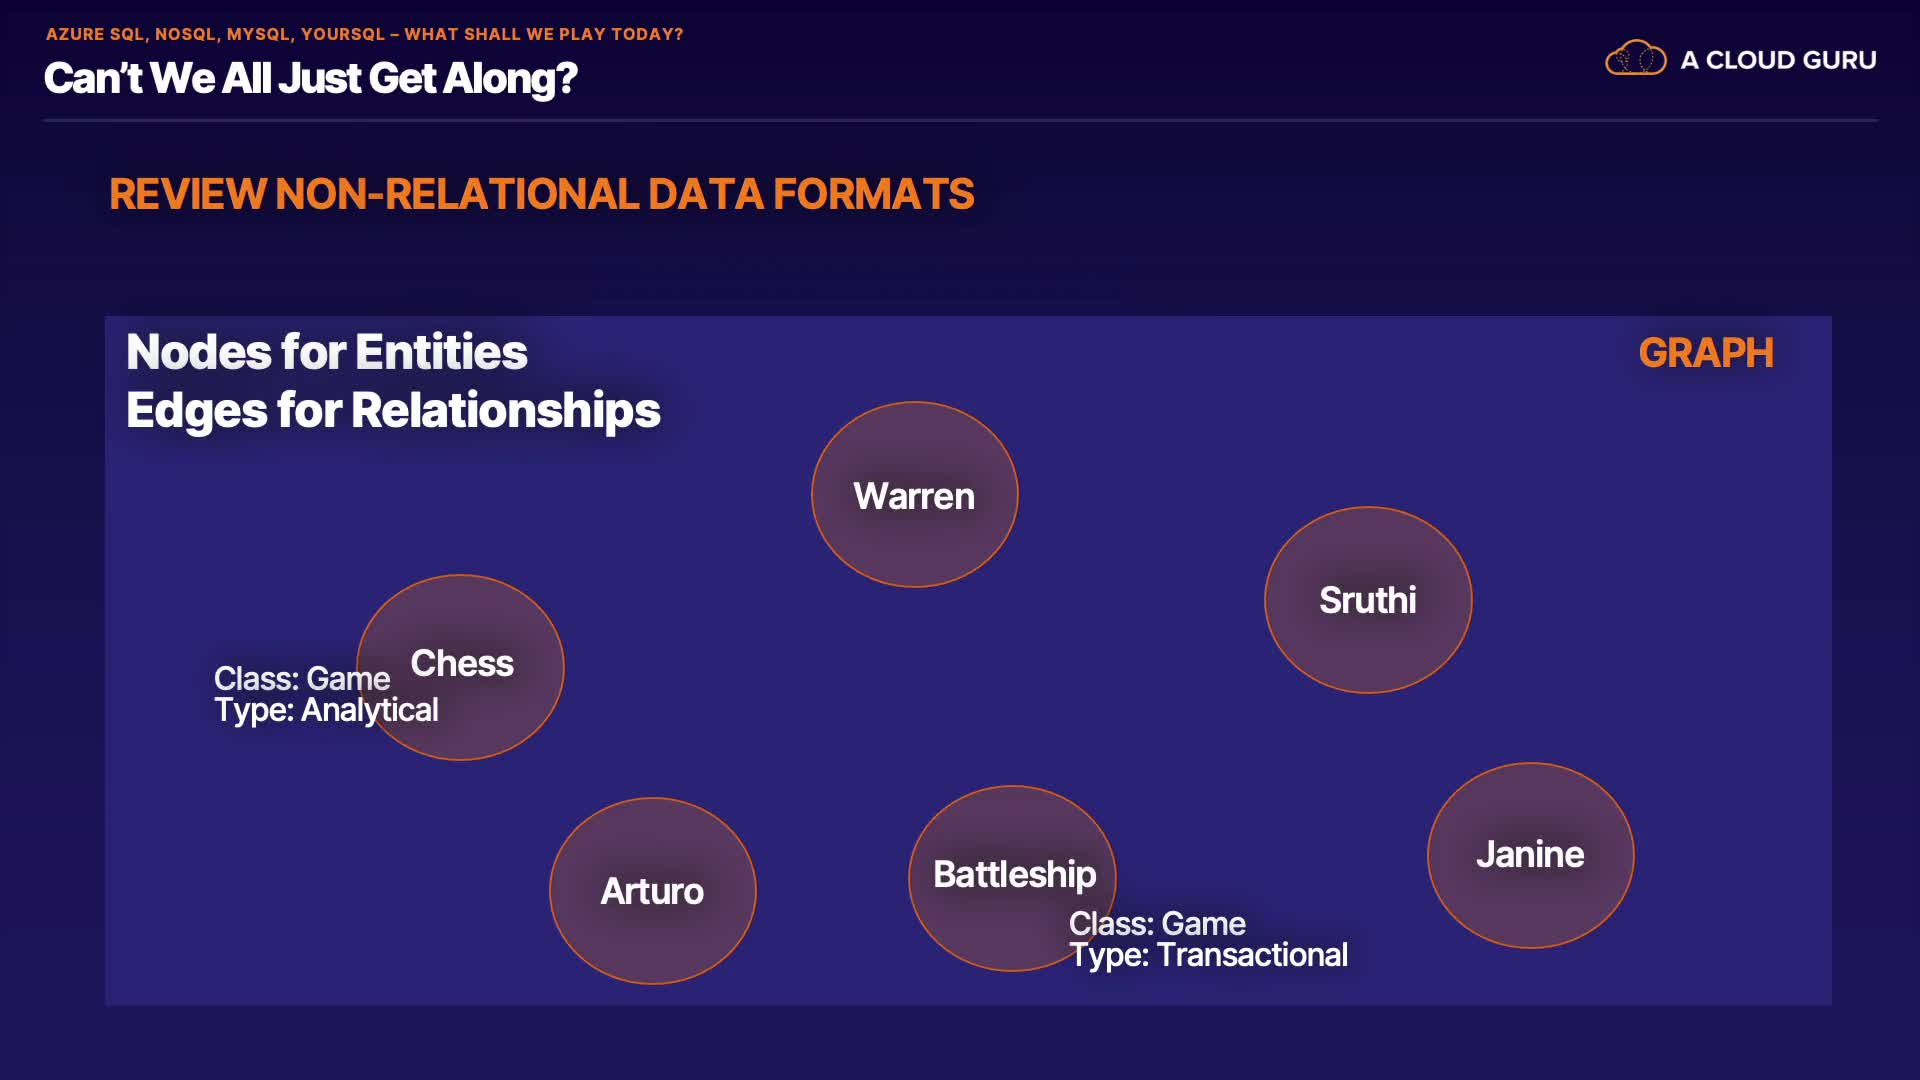 AZURE SQL, NOSQL, MYSQL, YOURSQL – WHAT SHALL WE PLAY TODAY?
Can't We All Just Get Along?
A CLOUD GURU
REVIEW NON-RELATIONAL DATA FORMATS
Nodes for Entities
Edges for Relationships
GRAPH
Warren
Sruthi
Chess
Class: Game
Type: Analytical
Arturo
Battleship
Class: Game
Type: Transactional
Janine